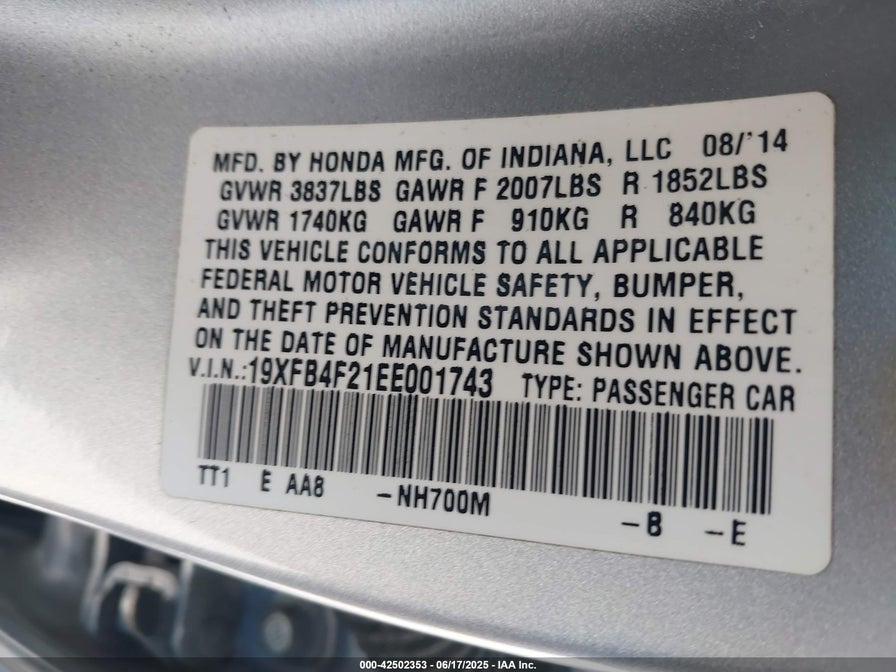 MFD. BY HONDA MFG. OF INDIANA, LLC 08/'14
GVWR 3837LBS GAWR F 2007LBS R 1852LBS
GVWR 1740KG GAWR F 910KG R 840KG
THIS VEHICLE CONFORMS TO ALL APPLICABLE
FEDERAL MOTOR VEHICLE SAFETY, BUMPER,
AND THEFT PREVENTION STANDARDS IN EFFECT
ON THE DATE OF MANUFACTURE SHOWN ABOVE.
V.I.N.:19XFB4F21EE001743 TYPE: PASSENGER CAR
TT1 E AA8 -NH700M -B -E
000-42502353 - 06/17/2025 - IAA Inc.